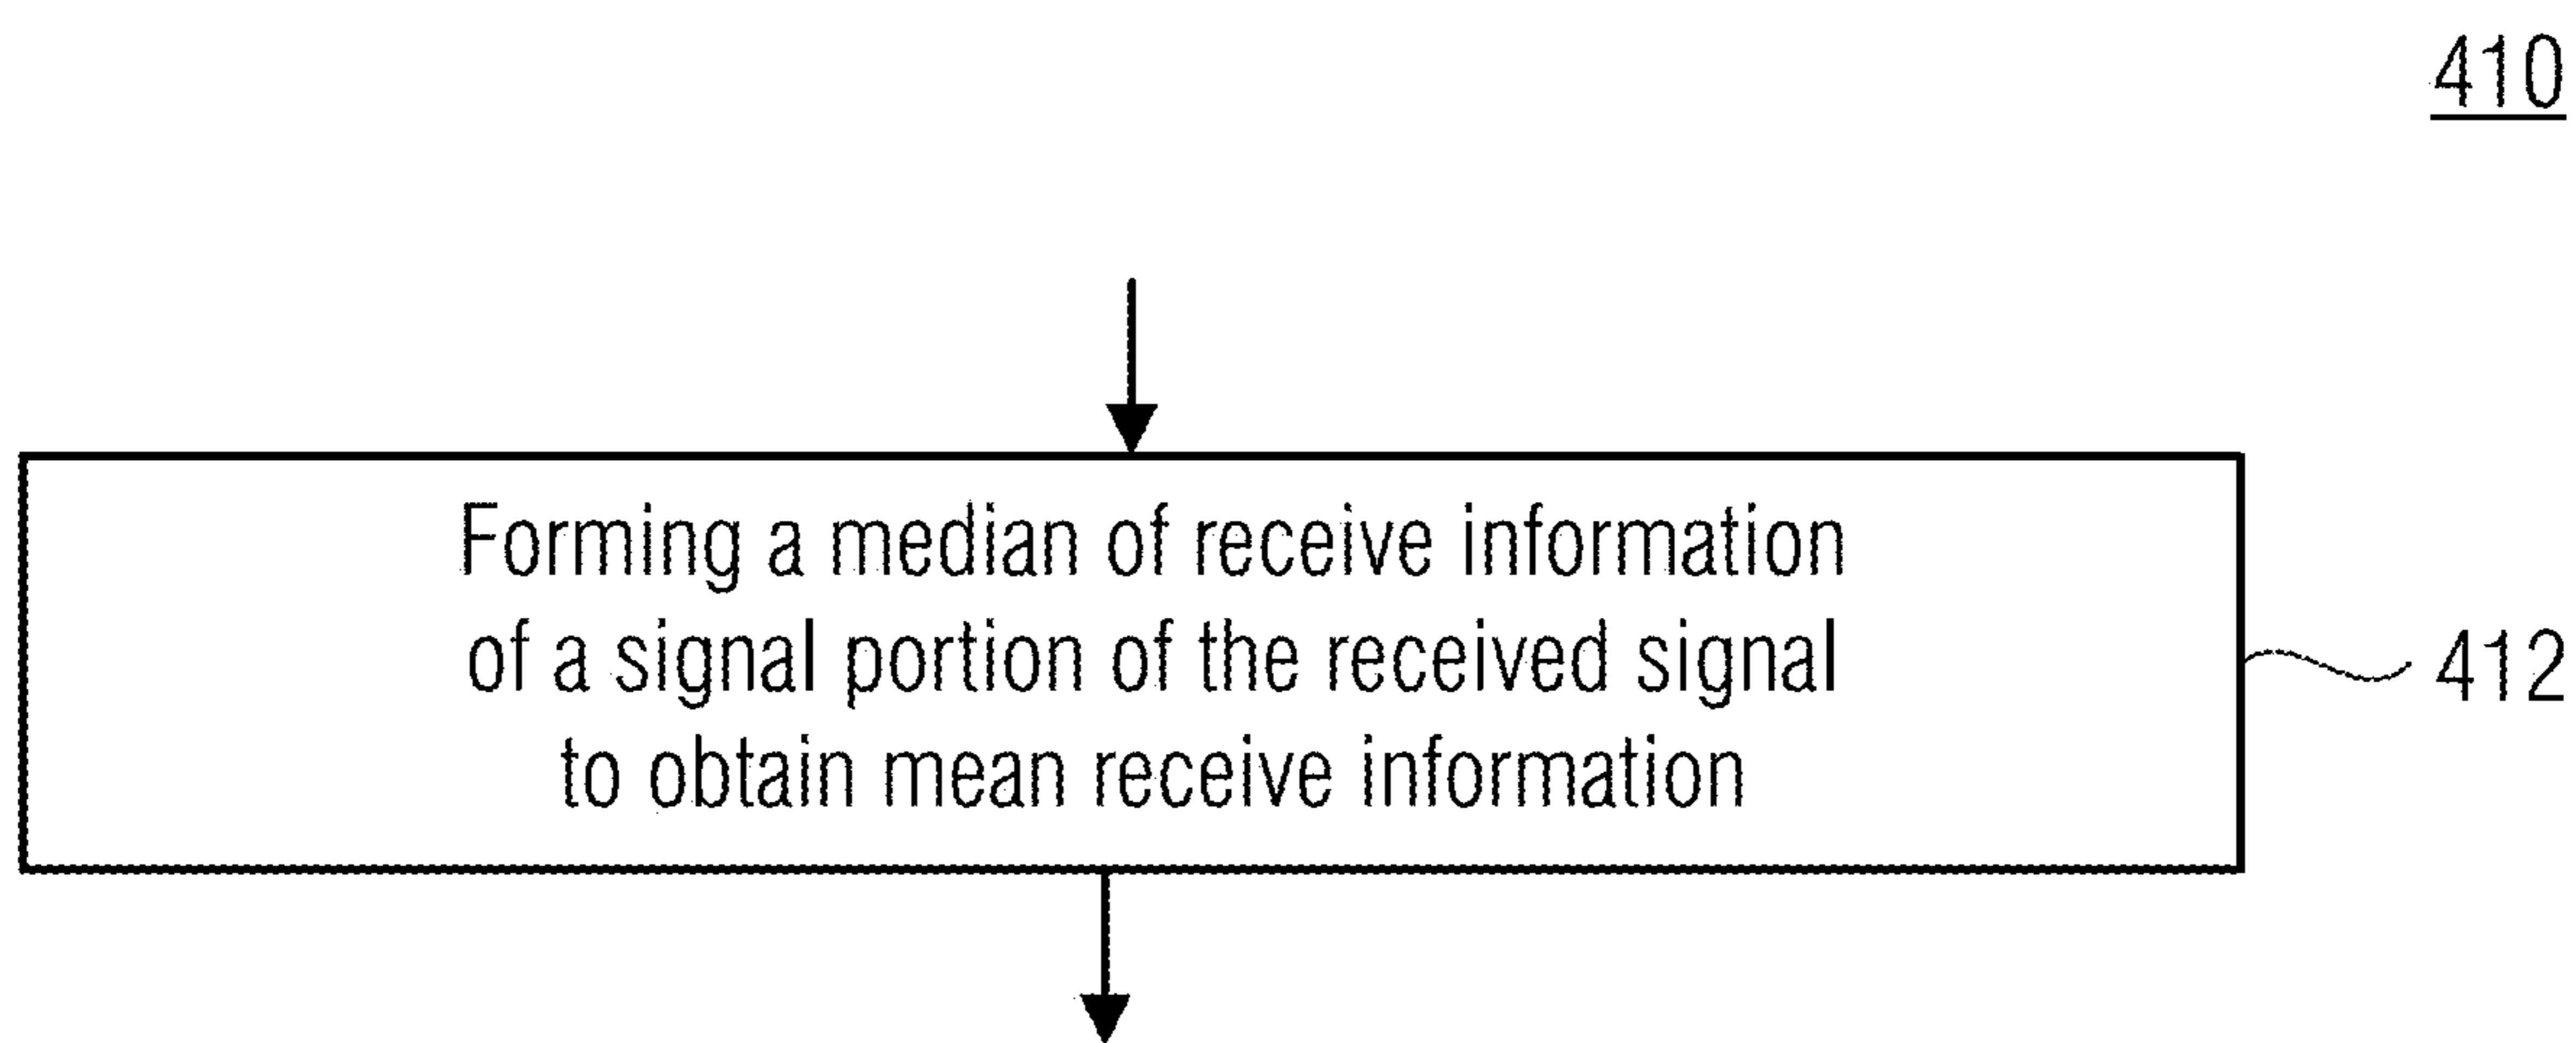 410
Forming a median of receive information
of a signal portion of the received signal
to obtain mean receive information
412